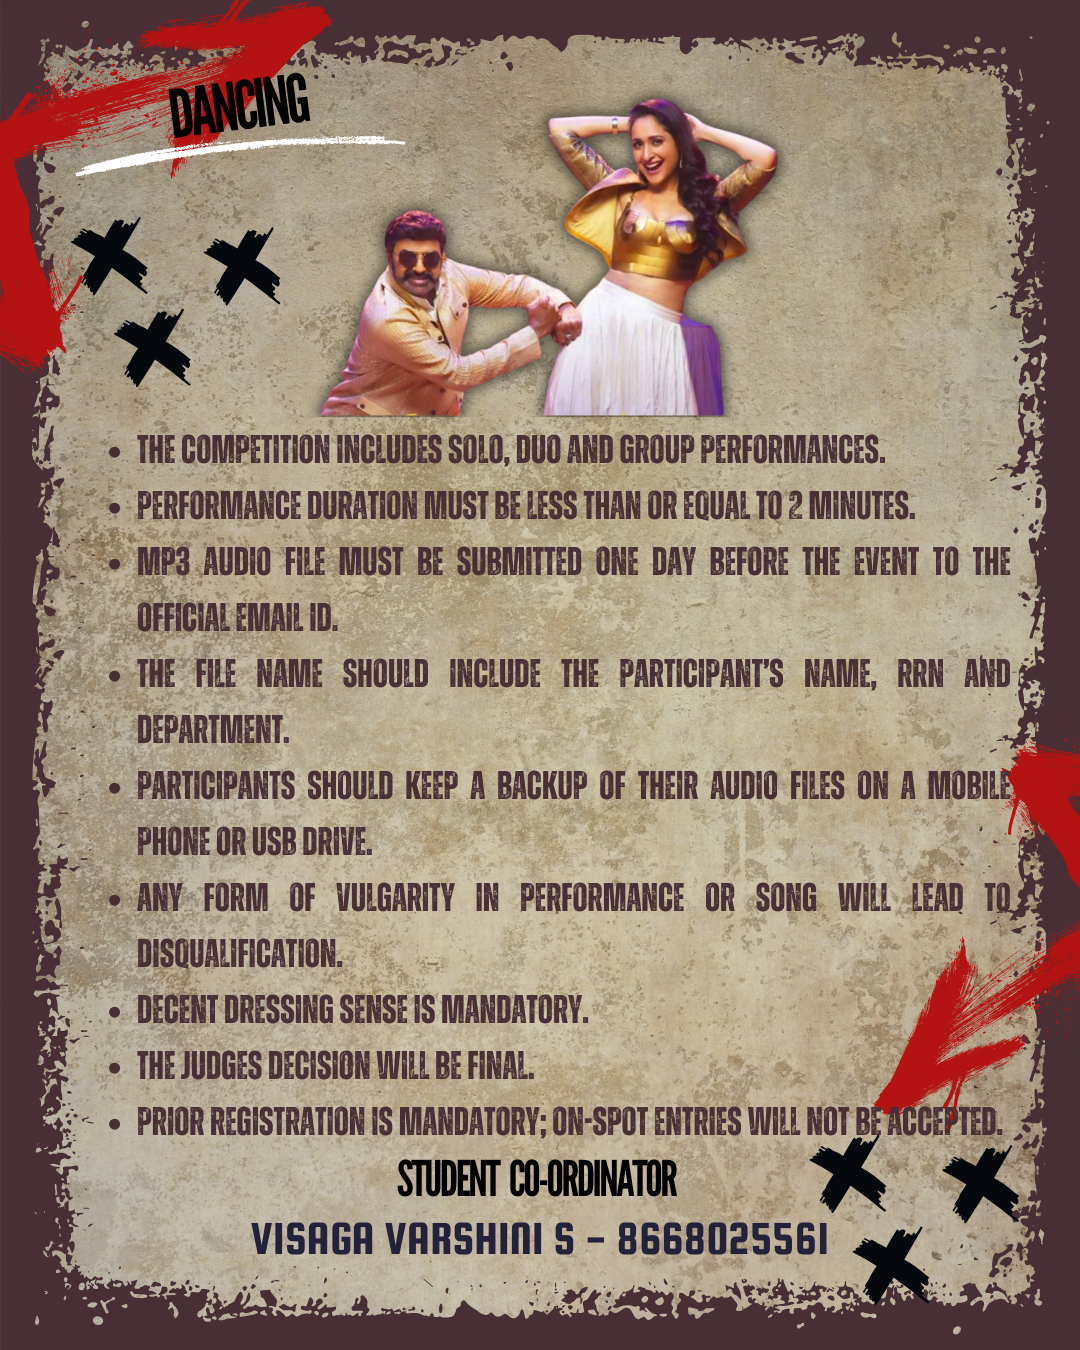 DANCING
• THE COMPETITION INCLUDES SOLO, DUO AND GROUP PERFORMANCES.
• PERFORMANCE DURATION MUST BE LESS THAN OR EQUAL TO 2 MINUTES.
• MP3 AUDIO FILE MUST BE SUBMITTED ONE DAY BEFORE THE EVENT TO THE
OFFICIAL EMAIL ID.
• THE FILE NAME SHOULD INCLUDE THE PARTICIPANT'S NAME, RRN AND
DEPARTMENT.
• PARTICIPANTS SHOULD KEEP A BACKUP OF THEIR AUDIO FILES ON A MOBILE
PHONE OR USB DRIVE.
• ANY FORM OF VULGARITY IN PERFORMANCE OR SONG WILL LEAD TO
DISQUALIFICATION.
• DECENT DRESSING SENSE IS MANDATORY.
• THE JUDGES DECISION WILL BE FINAL.
• PRIOR REGISTRATION IS MANDATORY; ON-SPOT ENTRIES WILL NOT BE ACCEPTED.
STUDENT CO-ORDINATOR
VISAGA VARSHINI S - 8668025561